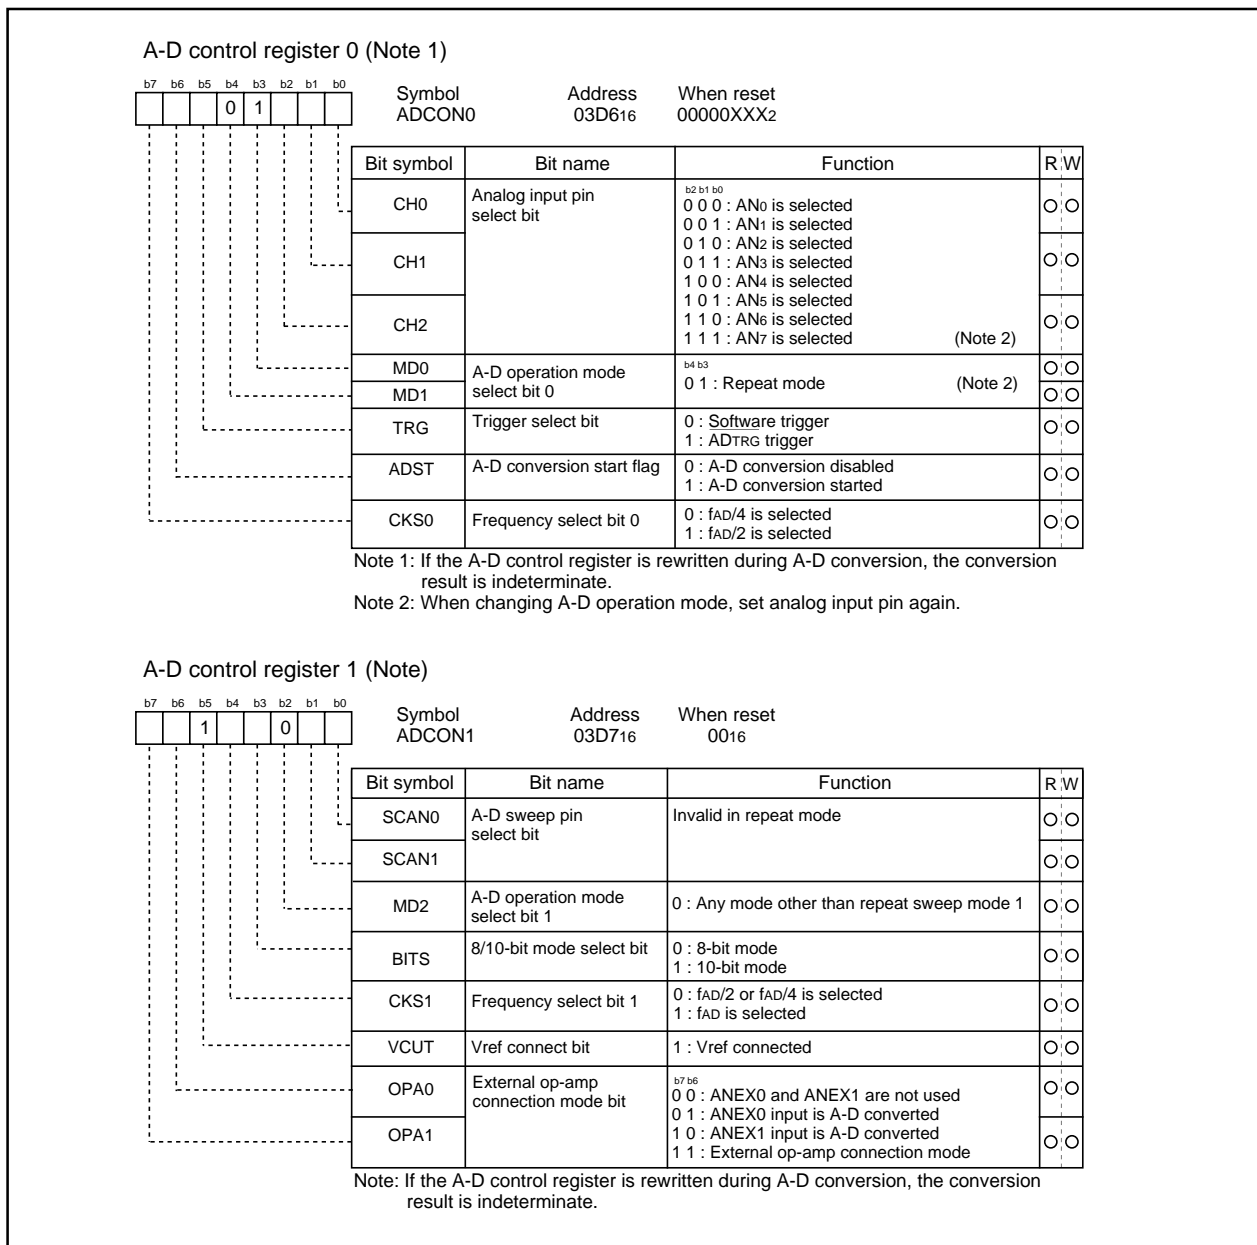 A-D control register 0 (Note 1)
b7 b6 b5 b4 b3 b2 b1 b0
0 1
Symbol Address When reset
ADCON0 03D616 00000XXX2
Bit symbol Bit name Function R W
CH0 Analog input pin select bit
b2 b1 b0
0 0 0 : AN0 is selected
0 0 1 : AN1 is selected
0 1 0 : AN2 is selected
CH1
0 1 1 : AN3 is selected
1 0 0 : AN4 is selected
1 0 1 : AN5 is selected
CH2
1 1 0 : AN6 is selected
1 1 1 : AN7 is selected (Note 2)
MD0
MD1
A-D operation mode
select bit 0
b4 b3
0 1 : Repeat mode (Note 2)
TRG Trigger select bit
0 : Software trigger
1 : ADTRG trigger
ADST A-D conversion start flag
0 : A-D conversion disabled
1 : A-D conversion started
CKS0 Frequency select bit 0
0 : fAD/4 is selected
1 : fAD/2 is selected
Note 1: If the A-D control register is rewritten during A-D conversion, the conversion
result is indeterminate.
Note 2: When changing A-D operation mode, set analog input pin again.
A-D control register 1 (Note)
b7 b6 b5 b4 b3 b2 b1 b0
1 0
Symbol Address When reset
ADCON1 03D716 0016
Bit symbol Bit name Function R W
SCAN0 A-D sweep pin
select bit
Invalid in repeat mode
SCAN1
MD2 A-D operation mode
select bit 1
0 : Any mode other than repeat sweep mode 1
BITS 8/10-bit mode select bit
0 : 8-bit mode
1 : 10-bit mode
CKS1 Frequency select bit 1
0 : fAD/2 or fAD/4 is selected
1 : fAD is selected
VCUT Vref connect bit 1 : Vref connected
OPA0 External op-amp
connection mode bit
OPA1
b7 b6
0 0 : ANEX0 and ANEX1 are not used
0 1 : ANEX0 input is A-D converted
1 0 : ANEX1 input is A-D converted
1 1 : External op-amp connection mode
Note: If the A-D control register is rewritten during A-D conversion, the conversion
result is indeterminate.